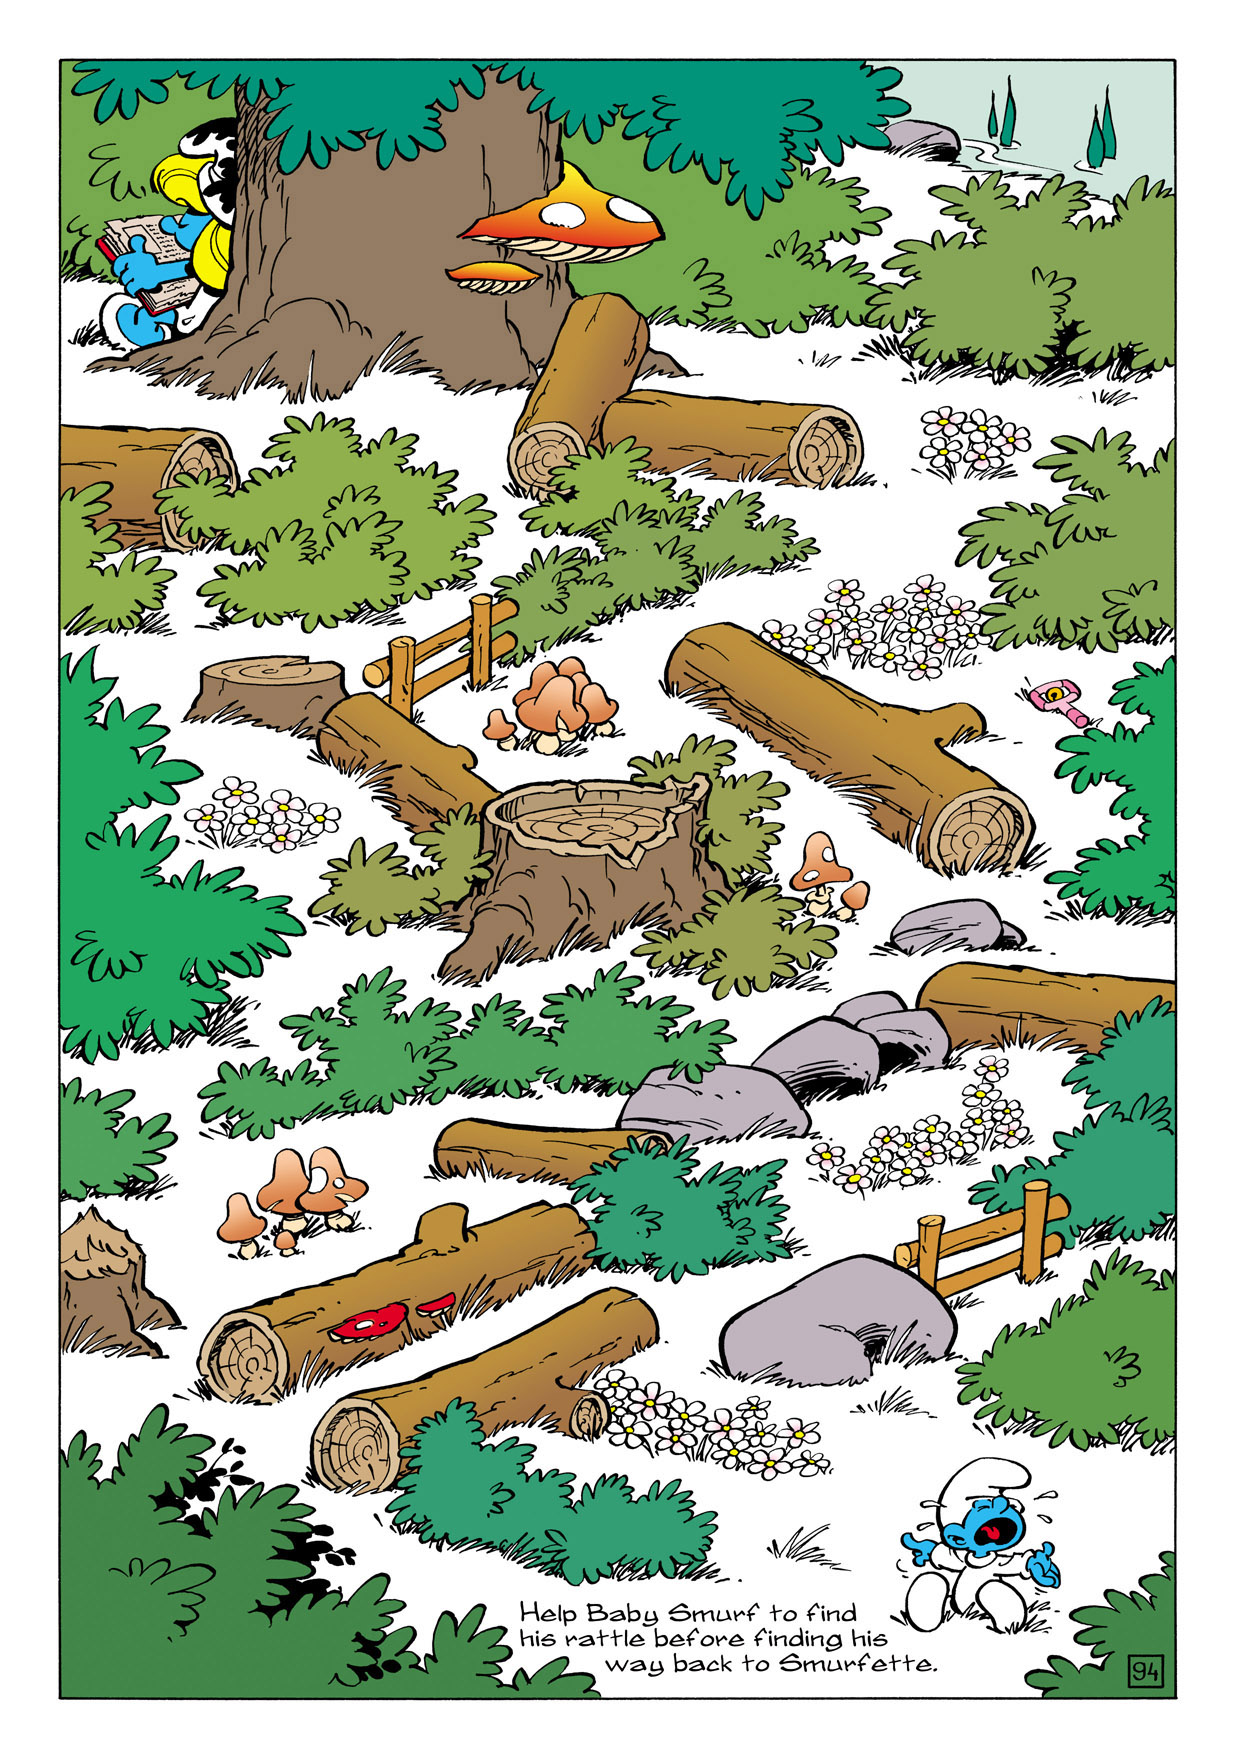 Help Baby Smurf to find
his rattle before finding his
way back to Smurfette.
94